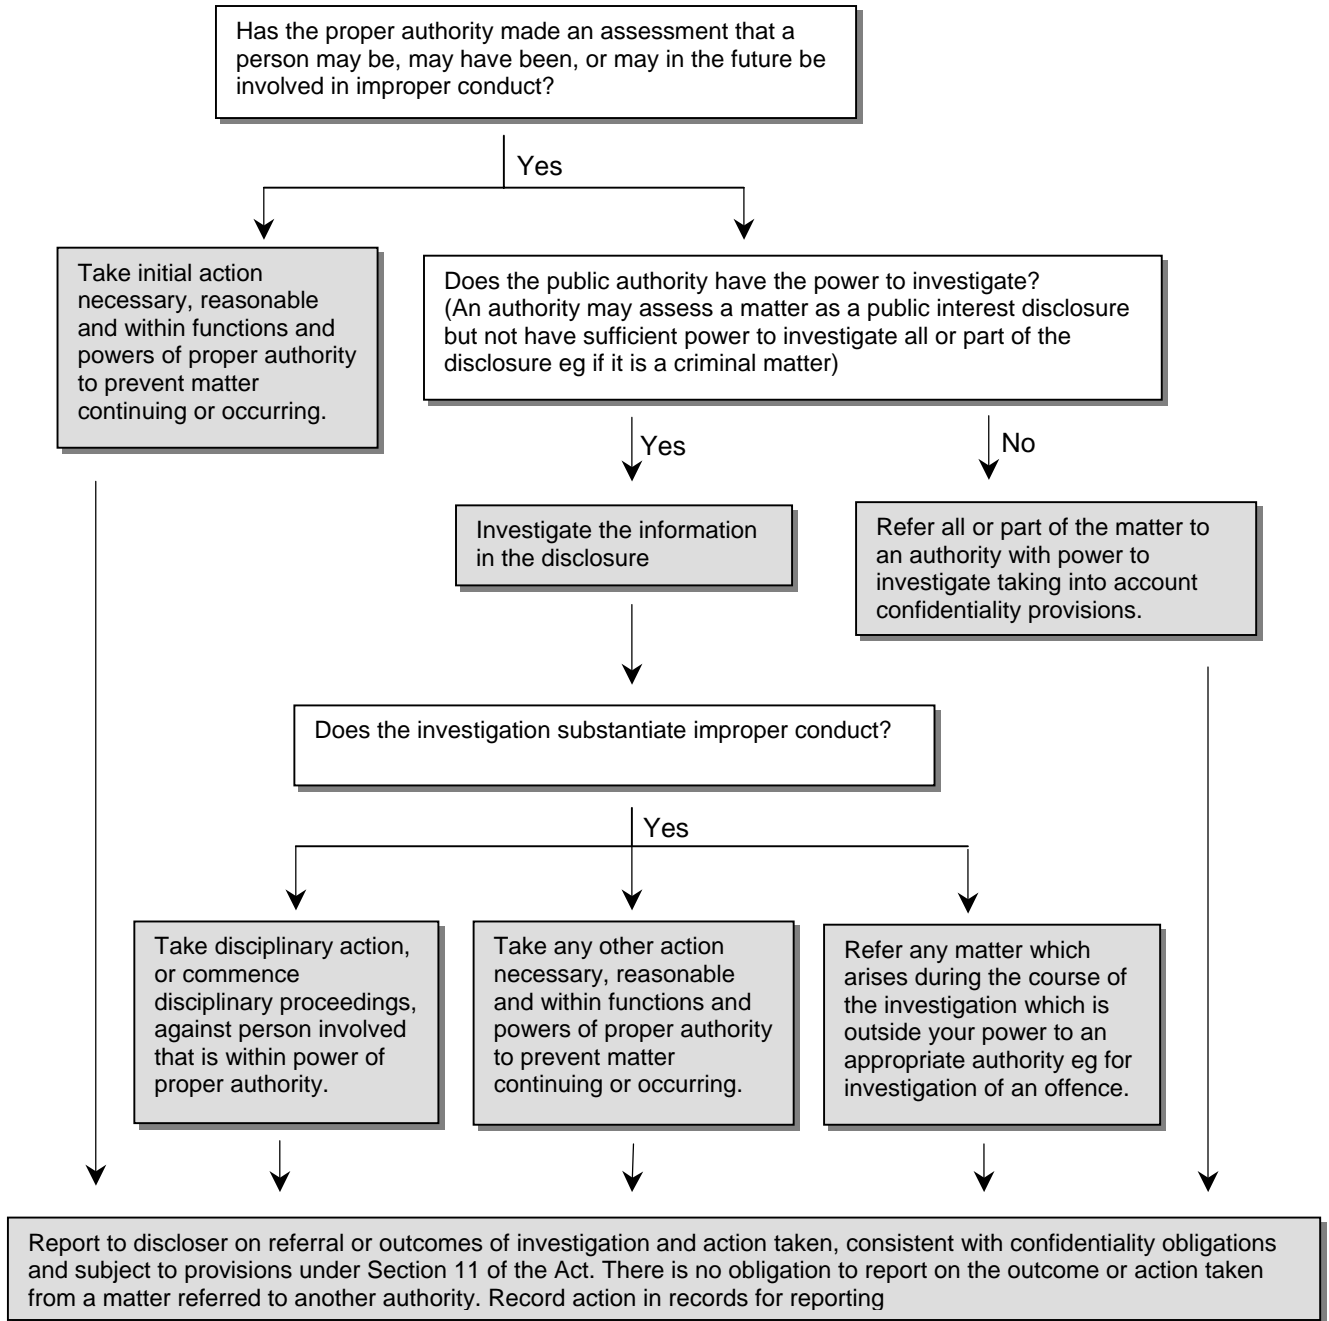 Has the proper authority made an assessment that a
person may be, may have been, or may in the future be
involved in improper conduct?
Yes
Take initial action
necessary, reasonable
and within functions and
powers of proper authority
to prevent matter
continuing or occurring.
Does the public authority have the power to investigate?
(An authority may assess a matter as a public interest disclosure
but not have sufficient power to investigate all or part of the
disclosure eg if it is a criminal matter)
Yes
No
Investigate the information
in the disclosure
Refer all or part of the matter to
an authority with power to
investigate taking into account
confidentiality provisions.
Does the investigation substantiate improper conduct?
Yes
Take disciplinary action,
or commence
disciplinary proceedings,
against person involved
that is within power of
proper authority.
Take any other action
necessary, reasonable
and within functions and
powers of proper authority
to prevent matter
continuing or occurring.
Refer any matter which
arises during the course of
the investigation which is
outside your power to an
appropriate authority eg for
investigation of an offence.
Report to discloser on referral or outcomes of investigation and action taken, consistent with confidentiality obligations
and subject to provisions under Section 11 of the Act. There is no obligation to report on the outcome or action taken
from a matter referred to another authority. Record action in records for reporting